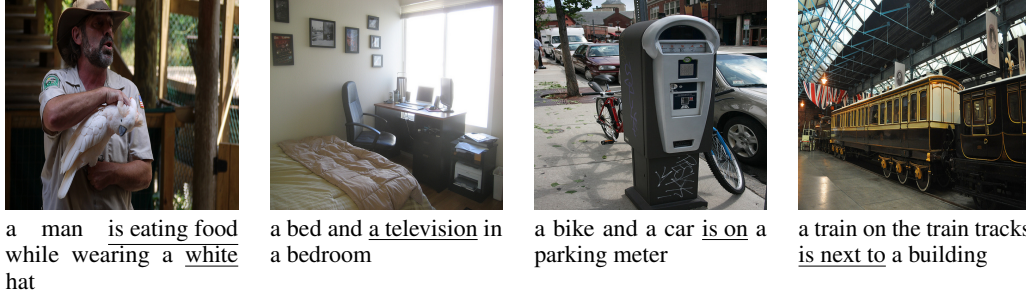 a man is eating food
while wearing a white
hat
a bed and a television in
a bedroom
a bike and a car is on a
parking meter
a train on the train tracks
is next to a building